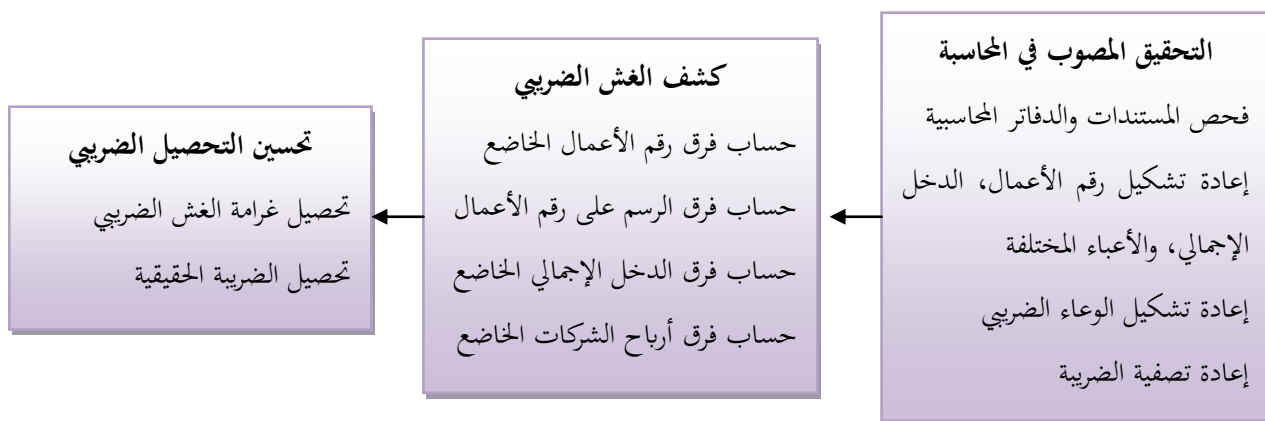 التحقيق المصوب في المحاسبة
فحص المستندات والدفاتر المحاسبية
إعادة تشكيل رقم الأعمال، الدخل
الإجمالي، والأعباء المختلفة
إعادة تشكيل الوعاء الضريبي
إعادة تصفية الضريبة
كشف الغش الضريبي
حساب فرق رقم الأعمال الخاضع
حساب فرق الرسم على رقم الأعمال
حساب فرق الدخل الإجمالي الخاضع
حساب فرق أرباح الشركات الخاضع
تحسين التحصيل الضريبي
تحصيل غرامة الغش الضريبي
تحصيل الضريبة الحقيقية